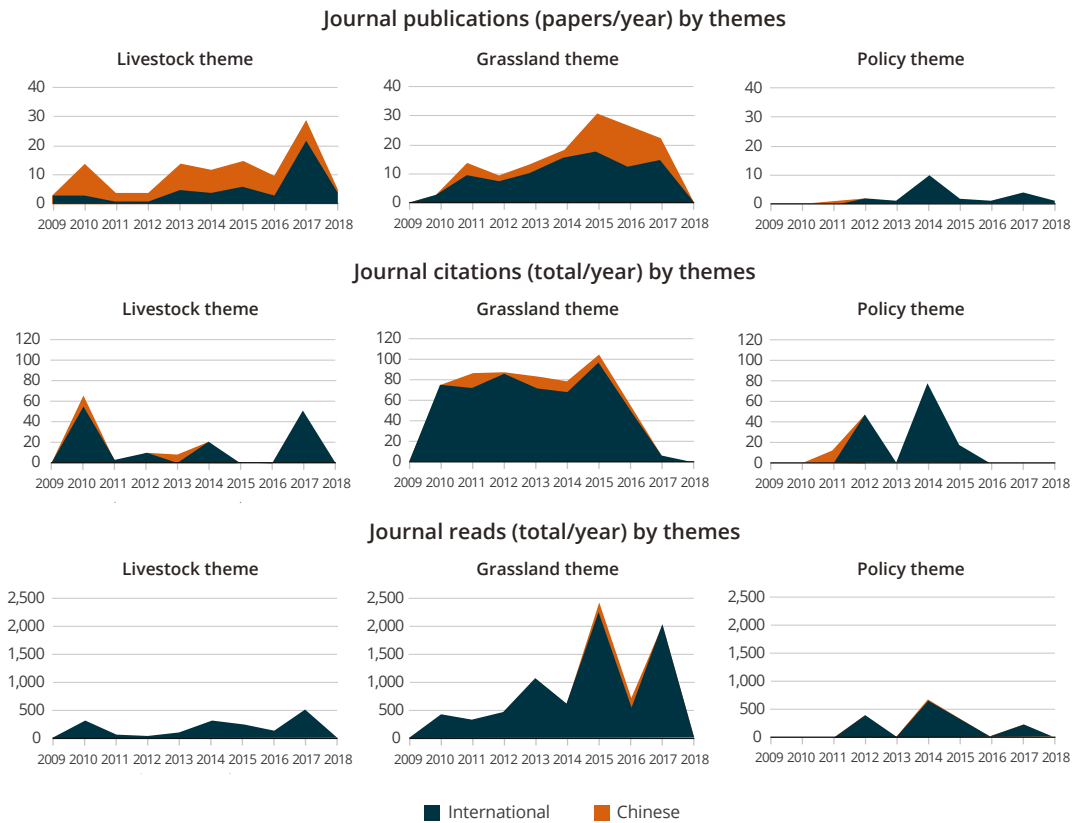 Journal publications (papers/year) by themes
Livestock theme
Grassland theme
Policy theme
40
30
20
10
0
2009 2010 2011 2012 2013 2014 2015 2016 2017 2018
40
30
20
10
0
2009 2010 2011 2012 2013 2014 2015 2016 2017 2018
40
30
20
10
0
2009 2010 2011 2012 2013 2014 2015 2016 2017 2018
Journal citations (total/year) by themes
Livestock theme
Grassland theme
Policy theme
120
100
80
60
40
20
0
2009 2010 2011 2012 2013 2014 2015 2016 2017 2018
120
100
80
60
40
20
0
2009 2010 2011 2012 2013 2014 2015 2016 2017 2018
120
100
80
60
40
20
0
2009 2010 2011 2012 2013 2014 2015 2016 2017 2018
Journal reads (total/year) by themes
Livestock theme
Grassland theme
Policy theme
2,500
2,000
1,500
1,000
500
0
2009 2010 2011 2012 2013 2014 2015 2016 2017 2018
2,500
2,000
1,500
1,000
500
0
2009 2010 2011 2012 2013 2014 2015 2016 2017 2018
2,500
2,000
1,500
1,000
500
0
2009 2010 2011 2012 2013 2014 2015 2016 2017 2018
International
Chinese